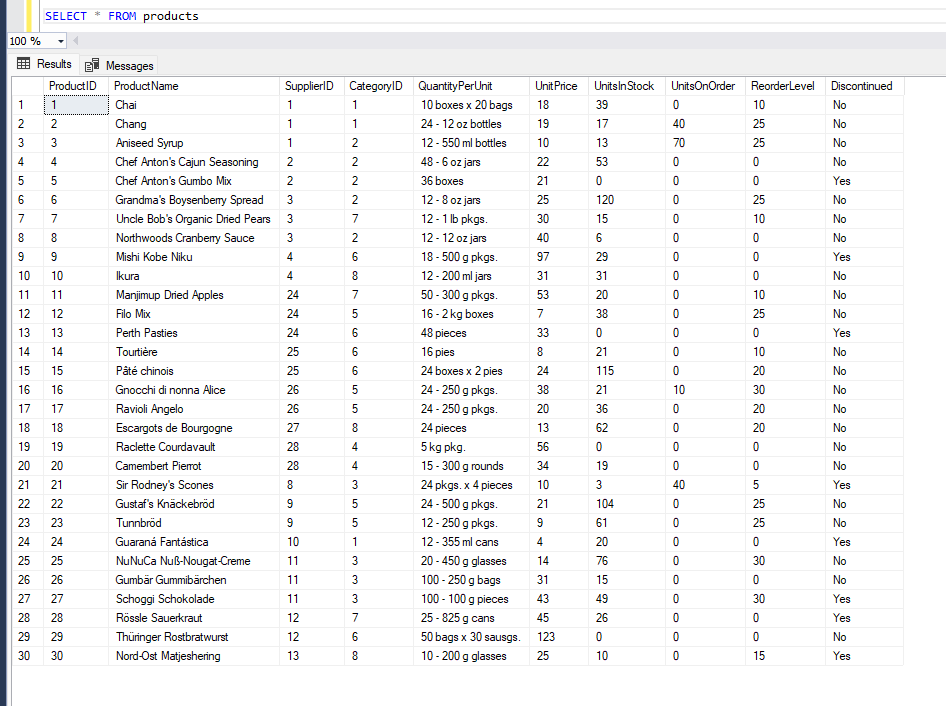 SELECT * FROM products
100 %
Results Messages
ProductID ProductName SupplierID CategoryID QuantityPerUnit UnitPrice UnitsInStock UnitsOnOrder ReorderLevel Discontinued
1 1 Chai 1 1 10 boxes x 20 bags 18 39 0 10 No
2 2 Chang 1 1 24 - 12 oz bottles 19 17 40 25 No
3 3 Aniseed Syrup 1 2 12 - 550 ml bottles 10 13 70 25 No
4 4 Chef Anton's Cajun Seasoning 2 2 48 - 6 oz jars 22 53 0 0 No
5 5 Chef Anton's Gumbo Mix 2 2 36 boxes 21 0 0 0 Yes
6 6 Grandma's Boysenberry Spread 3 2 12 - 8 oz jars 25 120 0 25 No
7 7 Uncle Bob's Organic Dried Pears 3 7 12 - 1 lb pkgs. 30 15 0 10 No
8 8 Northwoods Cranberry Sauce 3 2 12 - 12 oz jars 40 6 0 0 No
9 9 Mishi Kobe Niku 4 6 18 - 500 g pkgs. 97 29 0 0 Yes
10 10 Ikura 4 8 12 - 200 ml jars 31 31 0 0 No
11 11 Manjimup Dried Apples 24 7 50 - 300 g pkgs. 53 20 0 10 No
12 12 Filo Mix 24 5 16 - 2 kg boxes 7 38 0 25 No
13 13 Perth Pasties 24 6 48 pieces 33 0 0 0 Yes
14 14 Tourtière 25 6 16 pies 8 21 0 10 No
15 15 Pâté chinois 25 6 24 boxes x 2 pies 24 115 0 20 No
16 16 Gnocchi di nonna Alice 26 5 24 - 250 g pkgs. 38 21 10 30 No
17 17 Ravioli Angelo 26 5 24 - 250 g pkgs. 20 36 0 20 No
18 18 Escargots de Bourgogne 27 8 24 pieces 13 62 0 20 No
19 19 Raclette Courdavault 28 4 5 kg pkg. 56 0 0 0 No
20 20 Camembert Pierrot 28 4 15 - 300 g rounds 34 19 0 0 No
21 21 Sir Rodney's Scones 8 3 24 pkgs. x 4 pieces 10 3 40 5 Yes
22 22 Gustaf's Knäckebröd 9 5 24 - 500 g pkgs. 21 104 0 25 No
23 23 Tunnbröd 9 5 12 - 250 g pkgs. 9 61 0 25 No
24 24 Guaraná Fantástica 10 1 12 - 355 ml cans 4 20 0 0 Yes
25 25 NuNuCa Nuß-Nougat-Creme 11 3 20 - 450 g glasses 14 76 0 30 No
26 26 Gumbär Gummibärchen 11 3 100 - 250 g bags 31 15 0 0 No
27 27 Schoggi Schokolade 11 3 100 - 100 g pieces 43 49 0 30 Yes
28 28 Rössle Sauerkraut 12 7 25 - 825 g cans 45 26 0 0 Yes
29 29 Thüringer Rostbratwurst 12 6 50 bags x 30 sausgs. 123 0 0 0 No
30 30 Nord-Ost Matjeshering 13 8 10 - 200 g glasses 25 10 0 15 Yes